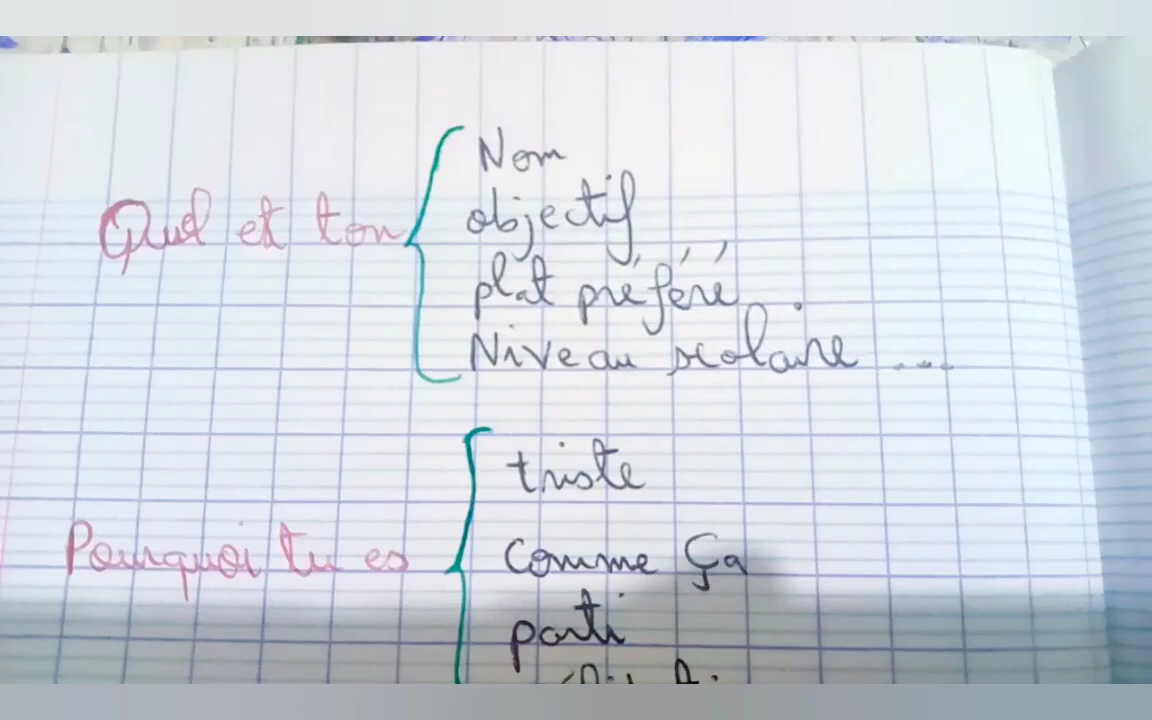 Nom
objectif
Quel et ton
plat préféré
Niveau scolaire ...
triste
Pourquoi tu es
comme ça
parti